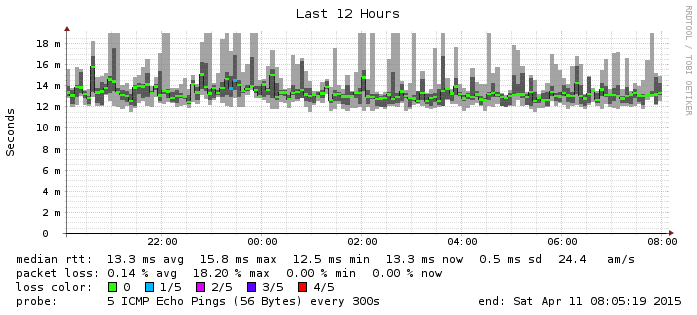 Last 12 Hours
RRDTOOL / TOBI OETIKER
Seconds
18 m
16 m
14 m
12 m
10 m
8 m
6 m
4 m
2 m
0
22:00 00:00 02:00 04:00 06:00 08:00
median rtt: 13.3 ms avg 15.8 ms max 12.5 ms min 13.3 ms now 0.5 ms sd 24.4 am/s
packet loss: 0.14 % avg 18.20 % max 0.00 % min 0.00 % now
loss color: 0 1/5 2/5 3/5 4/5
probe: 5 ICMP Echo Pings (56 Bytes) every 300s end: Sat Apr 11 08:05:19 2015